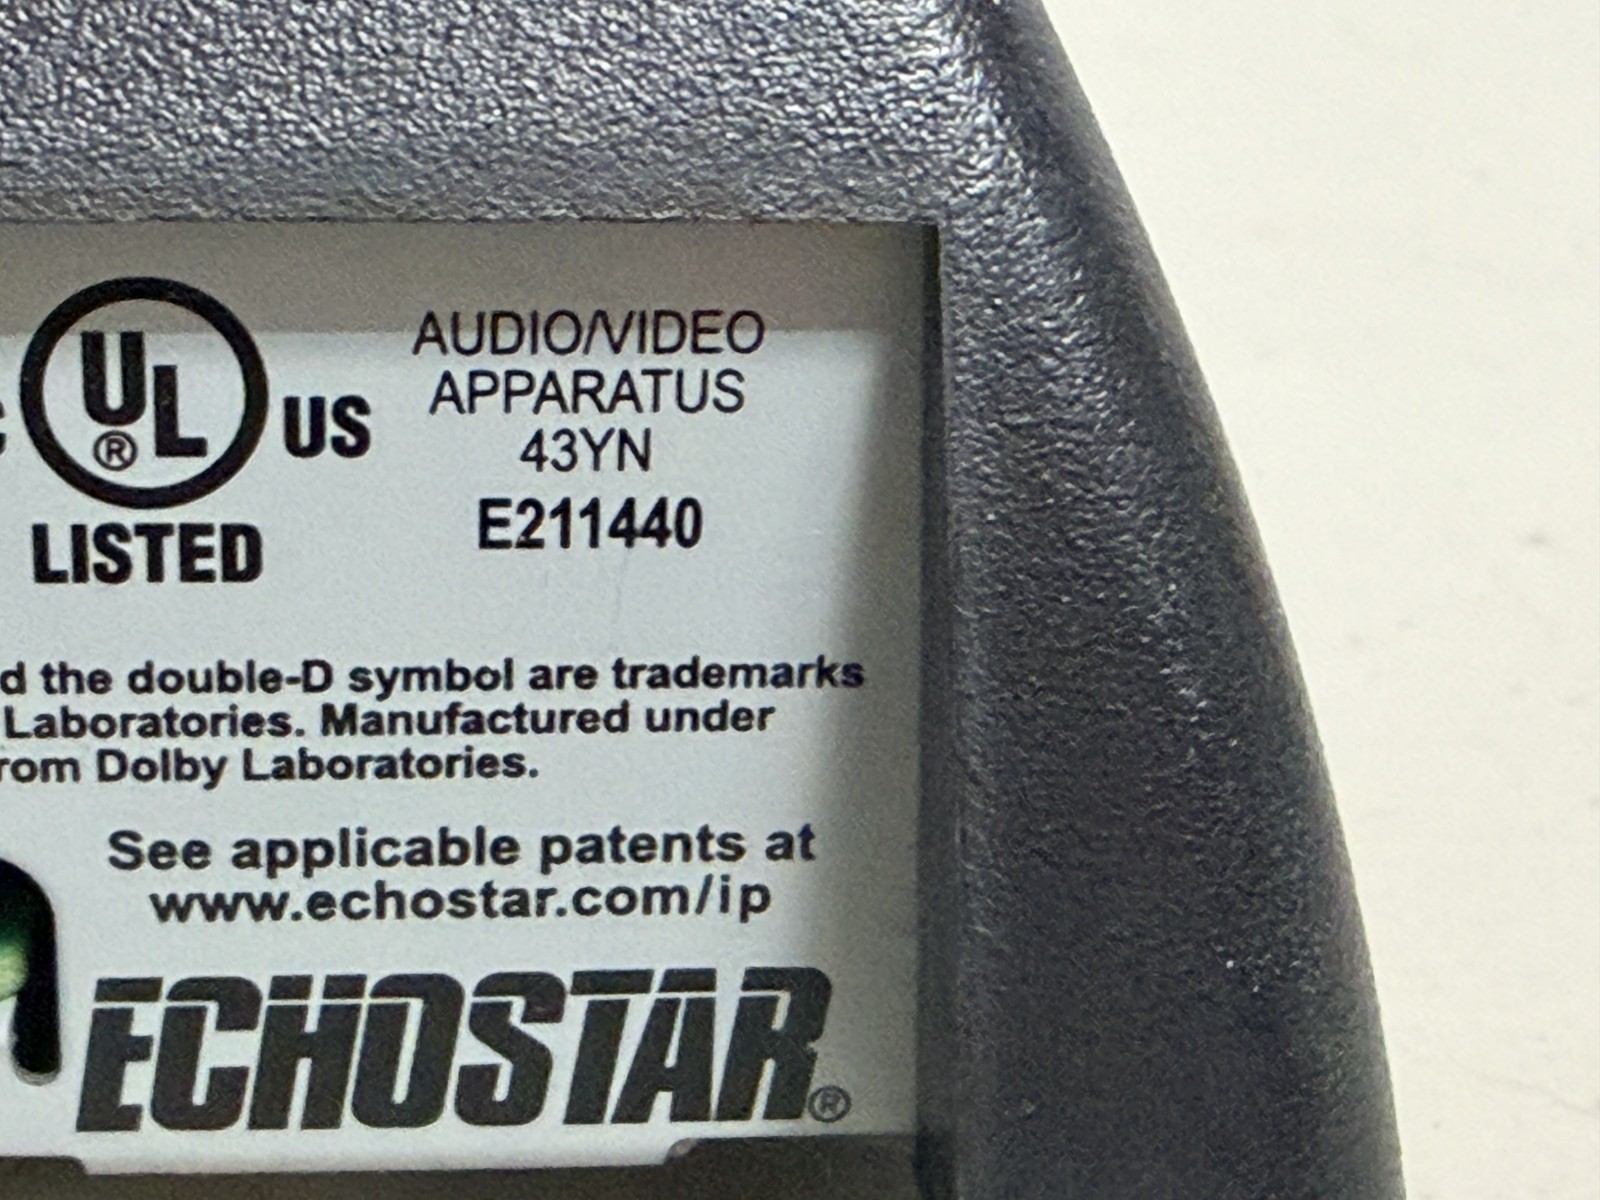 UL
®
US
LISTED
AUDIO/VIDEO
APPARATUS
43YN
E211440
the double-D symbol are trademarks
Laboratories. Manufactured under
Dolby Laboratories.
See applicable patents at
www.echostar.com/ip
ECHOSTAR®